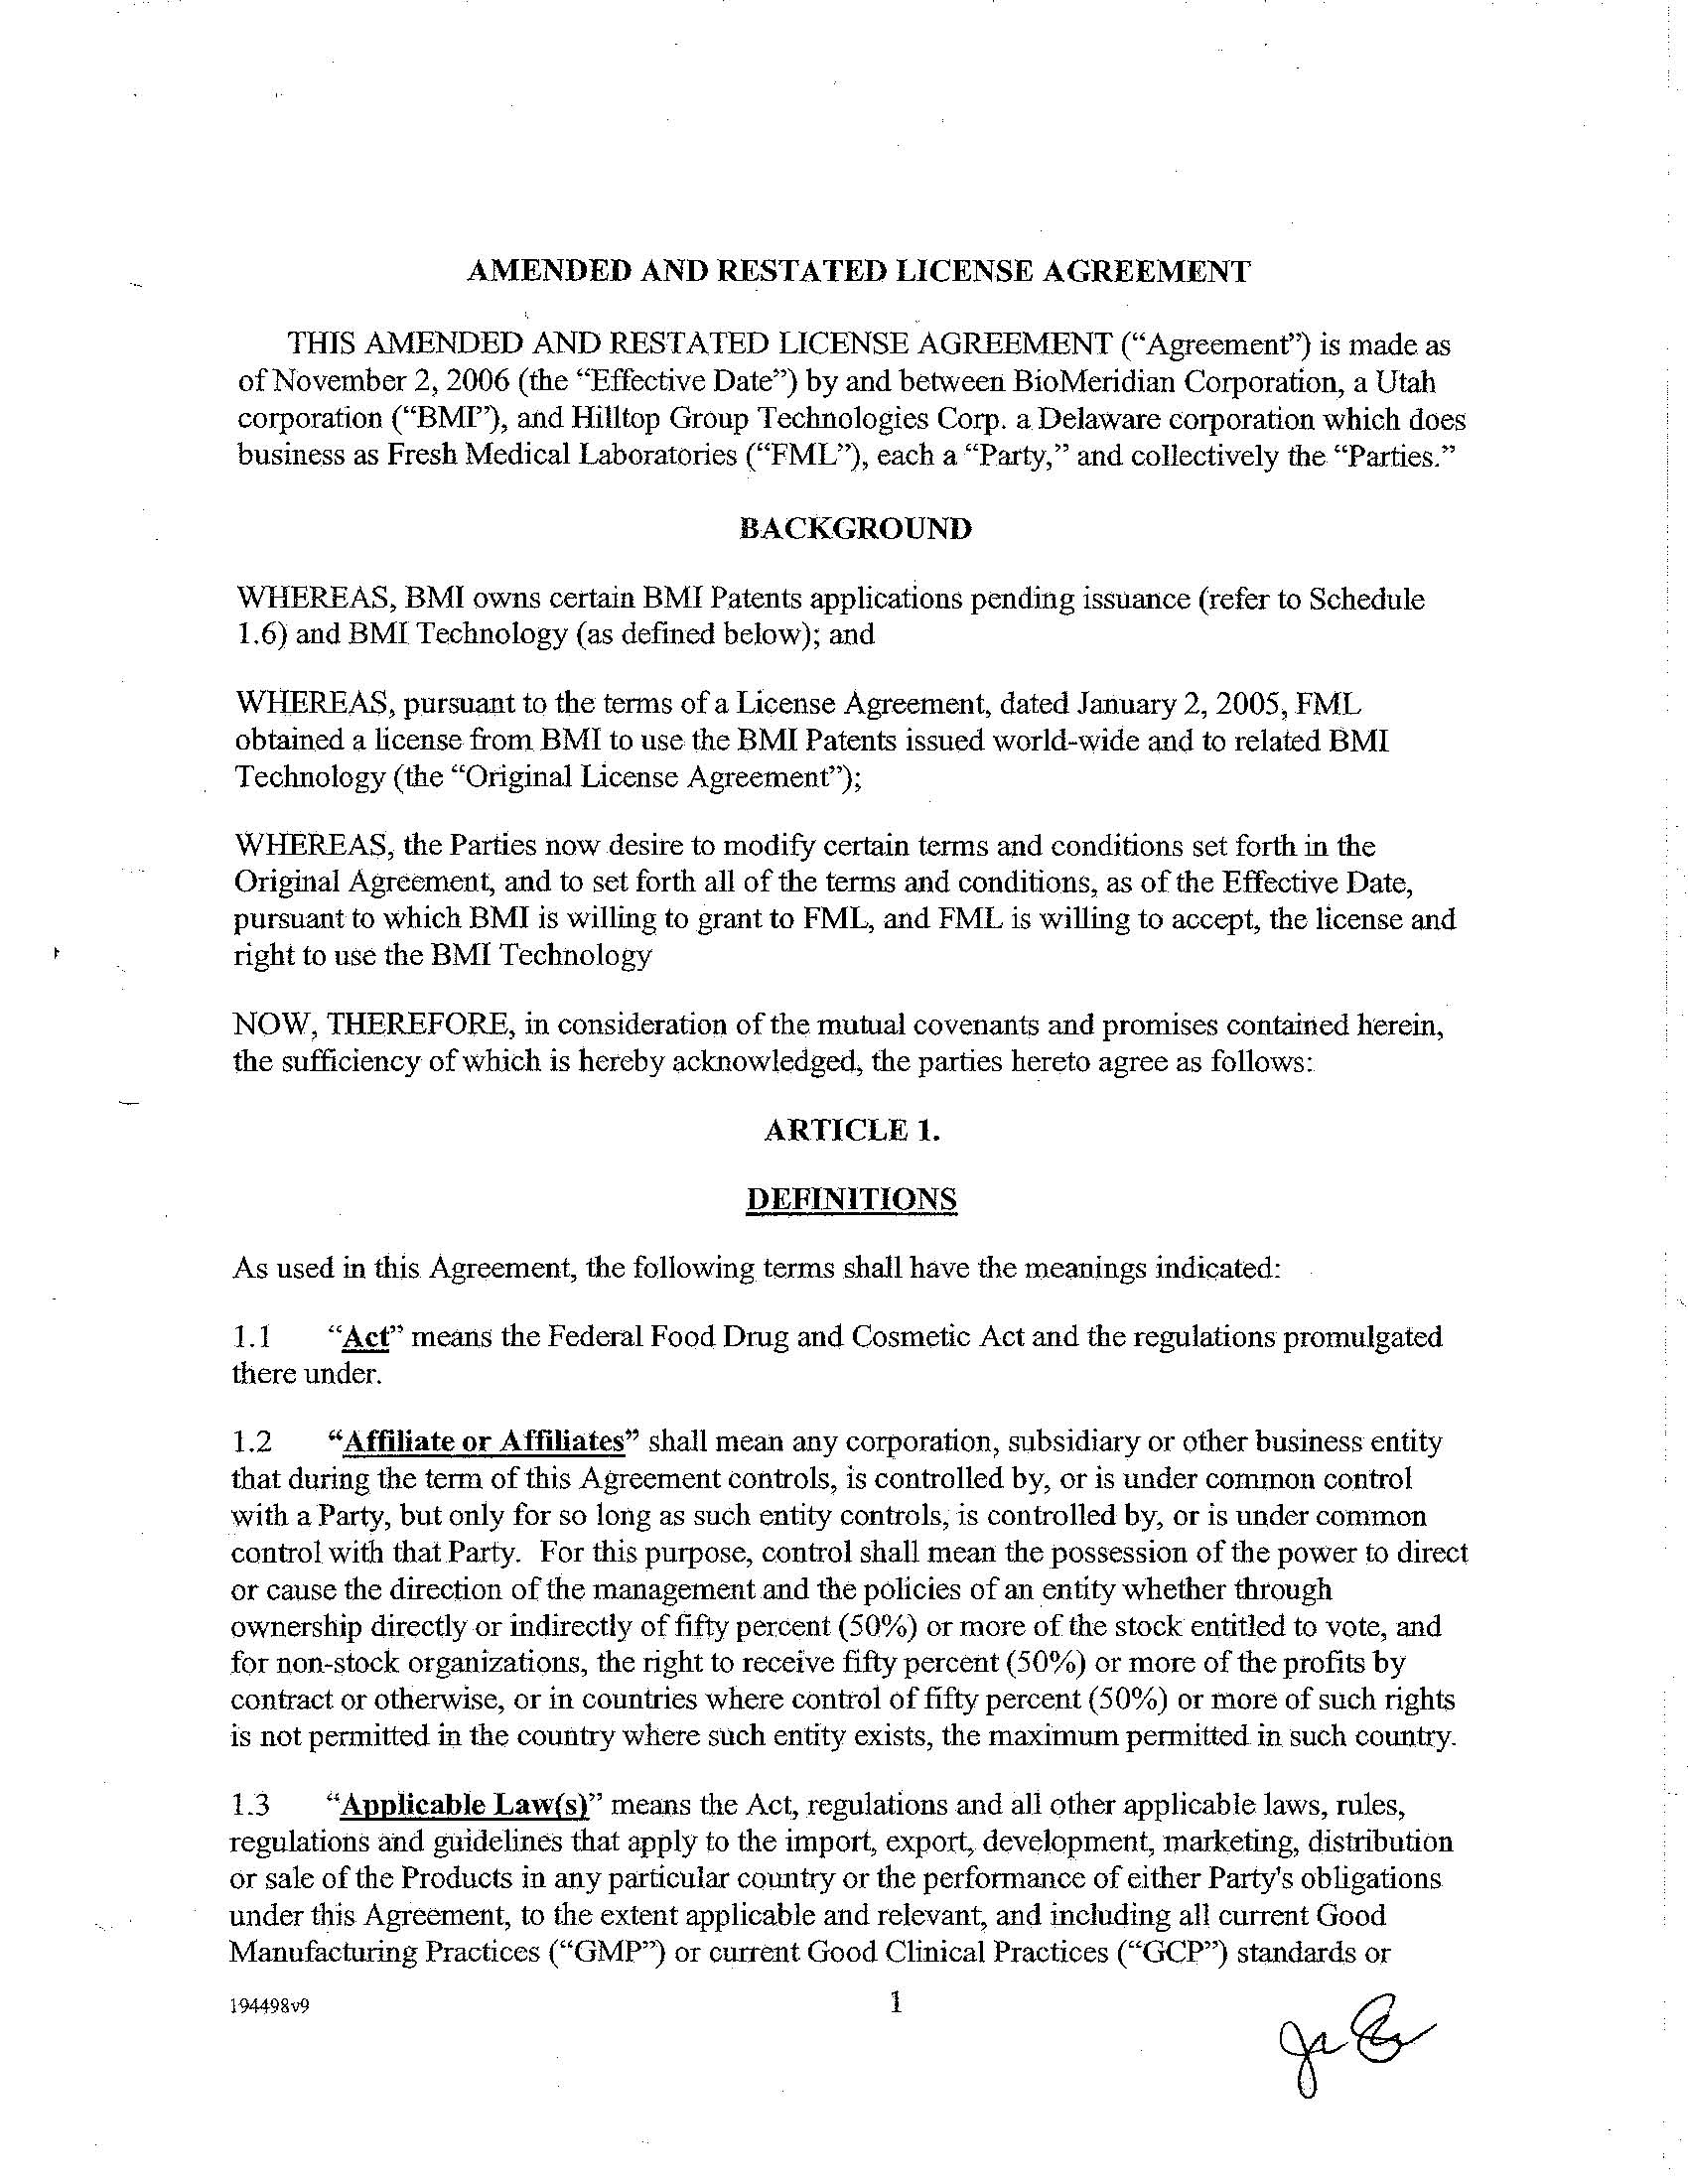 AMENDED AND RESTATED LICENSE AGREEMENT
THIS AMENDED AND RESTATED LICENSE AGREEMENT (“Agreement”) is made as
of November 2, 2006 (the “Effective Date”) by and between BioMeridian Corporation, a Utah
corporation (“BMI”), and Hilltop Group Technologies Corp. a Delaware corporation which does
business as Fresh Medical Laboratories (“FML”), each a “Party,” and collectively the “Parties.”
BACKGROUND
WHEREAS, BMI owns certain BMI Patents applications pending issuance (refer to Schedule
1.6) and BMI Technology (as defined below); and
WHEREAS, pursuant to the terms of a License Agreement, dated January 2, 2005, FML
obtained a license from BMI to use the BMI Patents issued world-wide and to related BMI
Technology (the “Original License Agreement”);
WHEREAS, the Parties now desire to modify certain terms and conditions set forth in the
Original Agreement, and to set forth all of the terms and conditions, as of the Effective Date,
pursuant to which BMI is willing to grant to FML, and FML is willing to accept, the license and
right to use the BMI Technology
NOW, THEREFORE, in consideration of the mutual covenants and promises contained herein,
the sufficiency of which is hereby acknowledged, the parties hereto agree as follows:
ARTICLE 1.
DEFINITIONS
As used in this Agreement, the following terms shall have the meanings indicated:
1.1 “Act” means the Federal Food Drug and Cosmetic Act and the regulations promulgated
there under.
1.2 “Affiliate or Affiliates” shall mean any corporation, subsidiary or other business entity
that during the term of this Agreement controls, is controlled by, or is under common control
with a Party, but only for so long as such entity controls, is controlled by, or is under common
control with that Party. For this purpose, control shall mean the possession of the power to direct
or cause the direction of the management and the policies of an entity whether through
ownership directly or indirectly of fifty percent (50%) or more of the stock entitled to vote, and
for non-stock organizations, the right to receive fifty percent (50%) or more of the profits by
contract or otherwise, or in countries where control of fifty percent (50%) or more of such rights
is not permitted in the country where such entity exists, the maximum permitted in such country.
1.3 “Applicable Law(s)” means the Act, regulations and all other applicable laws, rules,
regulations and guidelines that apply to the import, export, development, marketing, distribution
or sale of the Products in any particular country or the performance of either Party's obligations
under this Agreement, to the extent applicable and relevant, and including all current Good
Manufacturing Practices (“GMP”) or current Good Clinical Practices (“GCP”) standards or
194498v9
1